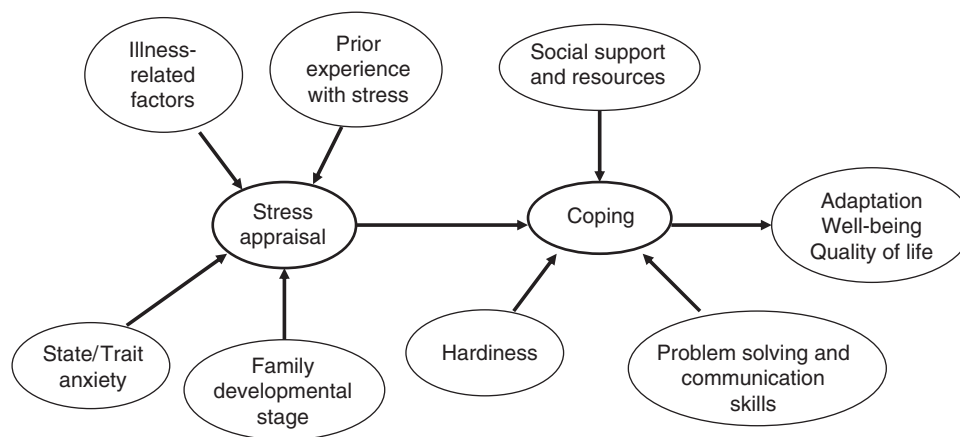 Illness-
related
factors
Prior
experience
with stress
Social support
and resources
Stress
appraisal
Coping
Adaptation
Well-being
Quality of life
State/Trait
anxiety
Family
developmental
stage
Hardiness
Problem solving and
communication
skills